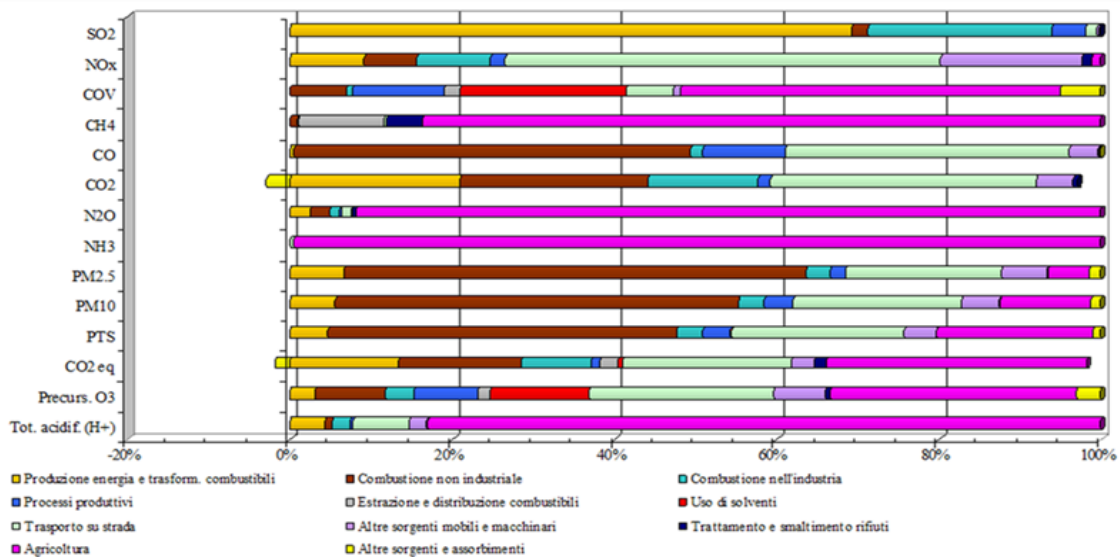 SO2
NOx
COV
CH4
CO
CO2
N2O
NH3
PM2.5
PM10
PTS
CO2 eq
Precurs. O3
Tot. acidif. (H+)
-20% 0% 20% 40% 60% 80% 100%
Produzione energia e trasform. combustibili Combustione non industriale Combustione nell'industria
Processi produttivi Estrazione e distribuzione combustibili Uso di solventi
Trasporto su strada Altre sorgenti mobili e macchinari Trattamento e smaltimento rifiuti
Agricoltura Altre sorgenti e assorbimenti